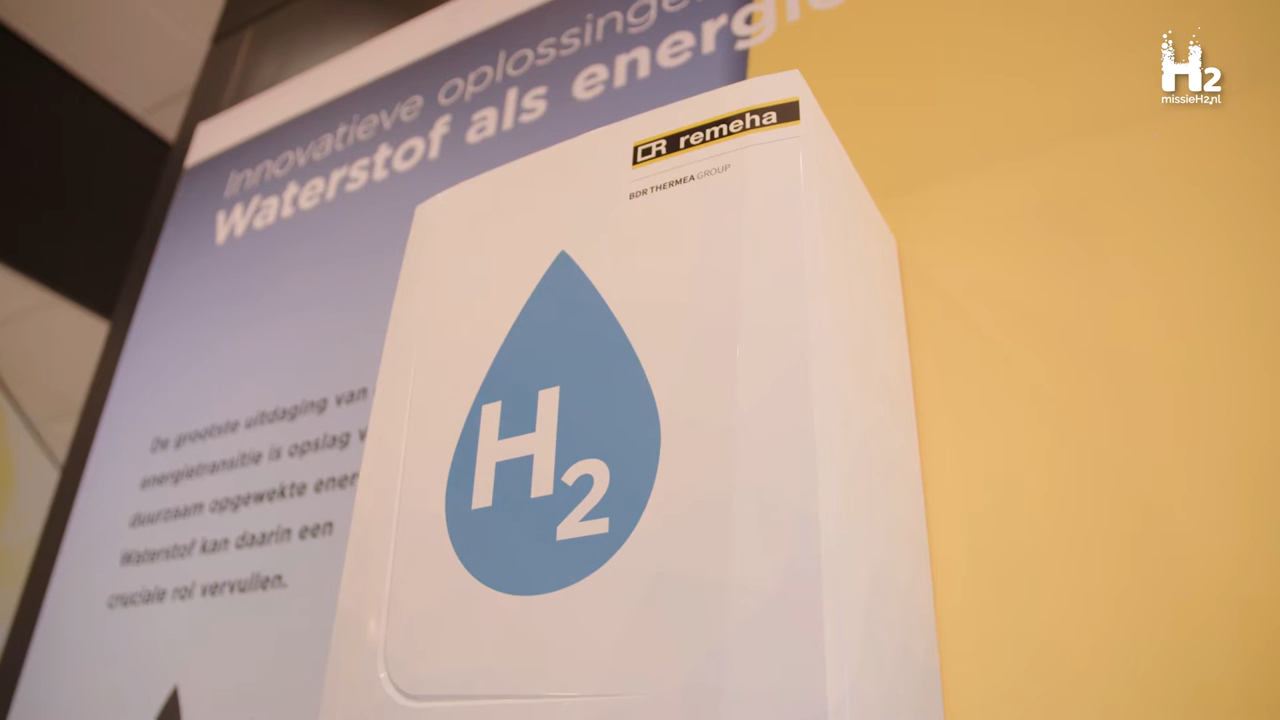 Innovatieve oplossingen
Waterstof als energie
remeha
BDR THERMEA GROUP
H2
De grootste uitdaging van
energietransitie is opslag v
duurzaam opgewekte ener
Waterstof kan daarin een
cruciale rol vervullen.
H2
missieH2.nl